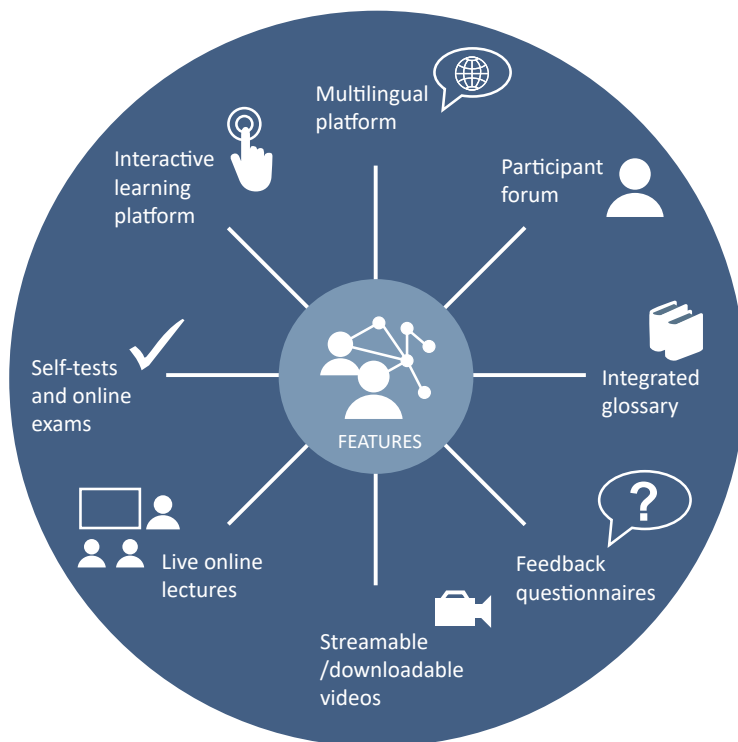 Multilingual
platform
Participant
forum
Integrated
glossary
Feedback
questionnaires
Streamable
/downloadable
videos
Live online
lectures
Self-tests
and online
exams
Interactive
learning
platform
FEATURES
?